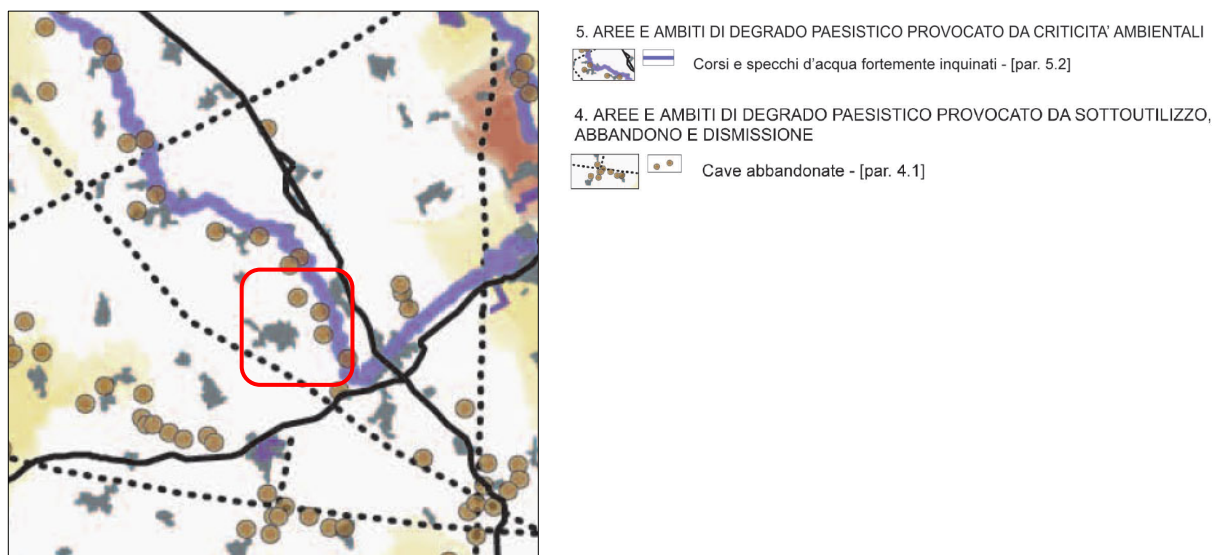 5. AREE E AMBITI DI DEGRADO PAESISTICO PROVOCATO DA CRITICITA' AMBIENTALI
Corsi e specchi d'acqua fortemente inquinati - [par. 5.2]
4. AREE E AMBITI DI DEGRADO PAESISTICO PROVOCATO DA SOTTOUTILIZZO,
ABBANDONO E DISMISSIONE
Cave abbandonate - [par. 4.1]